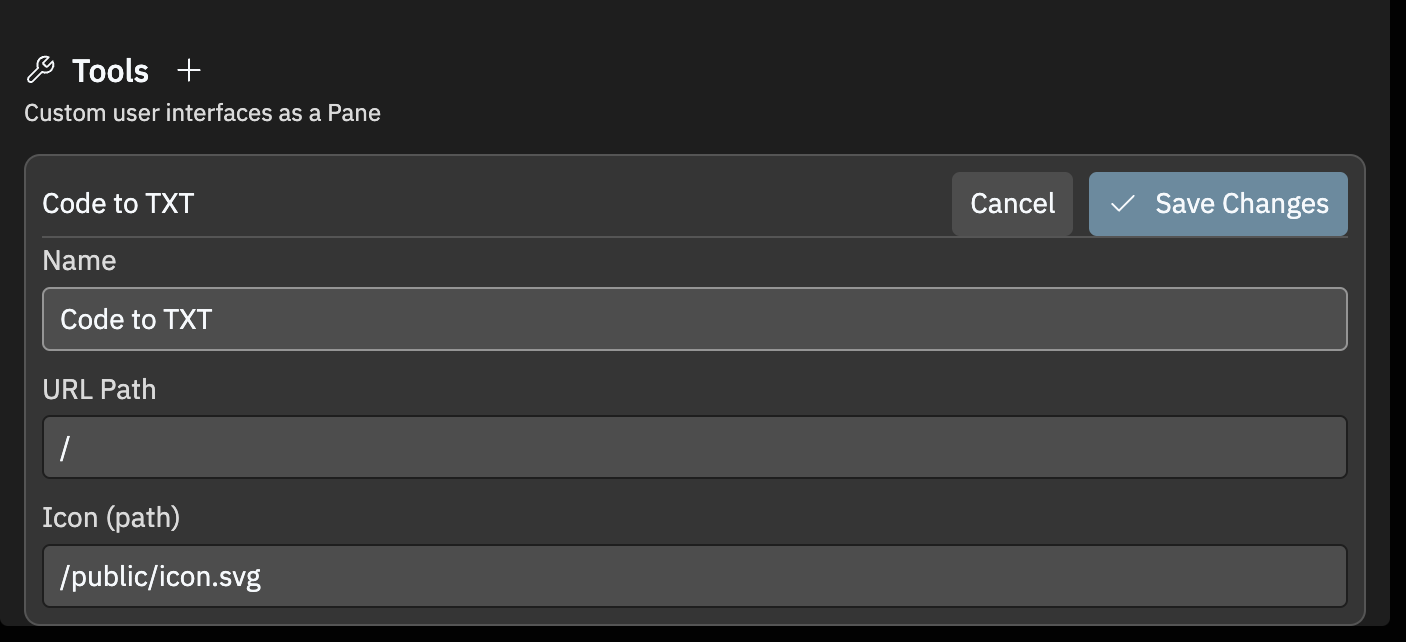 Tools
Custom user interfaces as a Pane
Code to TXT
Cancel
Save Changes
Name
Code to TXT
URL Path
/
Icon (path)
/public/icon.svg